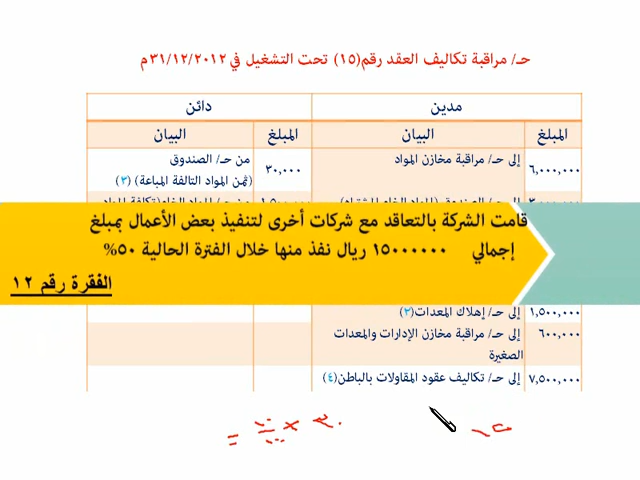 حـ/ مراقبة تكاليف العقد رقم(١٥) تحت التشغيل في ٣١/١٢/٢٠١٢م
مدين دائن
المبلغ البيان المبلغ البيان
٦,٠٠٠,٠٠٠ إلى حـ/ مراقبة مخازن المواد ٣٠,٠٠٠ من حـ/ الصندوق
(ثمن المواد التالفة المباعة) (٣)
قامت الشركة بالتعاقد مع شركات أخرى لتنفيذ بعض الأعمال بمبلغ
إجمالي ١٥٠٠٠٠٠٠ ريال نفذ منها خلال الفترة الحالية ٥٠%
الفقرة رقم ١٢
١,٥٠٠,٠٠٠ إلى حـ/ إهلاك المعدات(٢)
٦٠٠,٠٠٠ إلى حـ/ مراقبة مخازن الإدارات والمعدات
الصغيرة
٧,٥٠٠,٠٠٠ إلى حـ/ تكاليف عقود المقاولات بالباطن(٤)